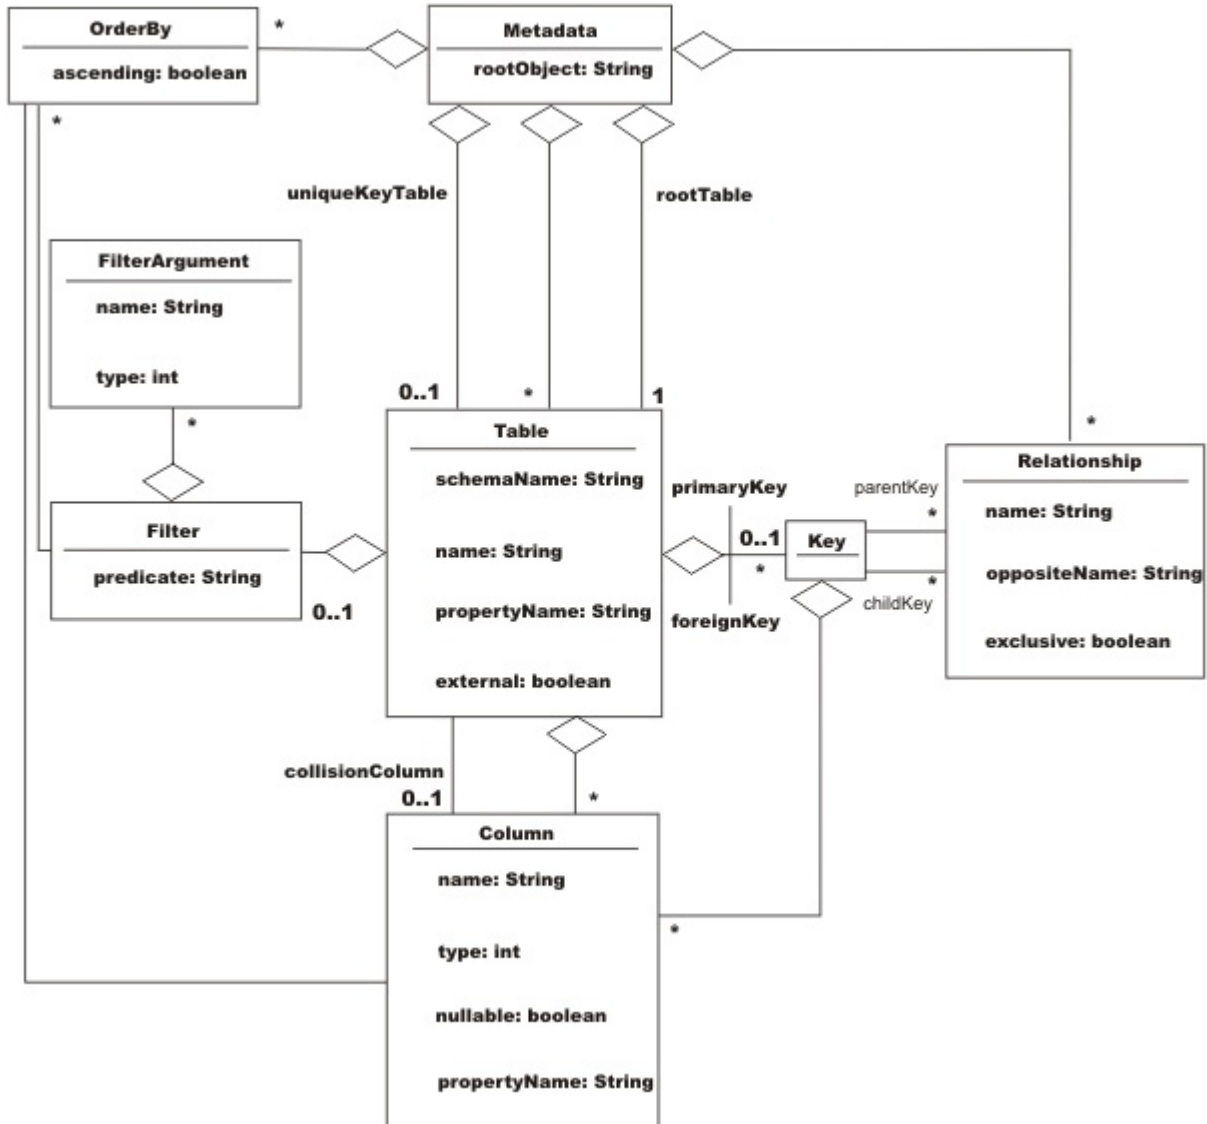 OrderBy
ascending: boolean
*
*
Metadata
rootObject: String
uniqueKeyTable
rootTable
FilterArgument
name: String
type: int
*
0..1
*
1
*
Table
schemaName: String
name: String
propertyName: String
external: boolean
Filter
predicate: String
0..1
primaryKey
0..1
*
foreignKey
Key
parentKey
*
*
childKey
Relationship
name: String
oppositeName: String
exclusive: boolean
collisionColumn
0..1
*
Column
name: String
type: int
nullable: boolean
propertyName: String
*